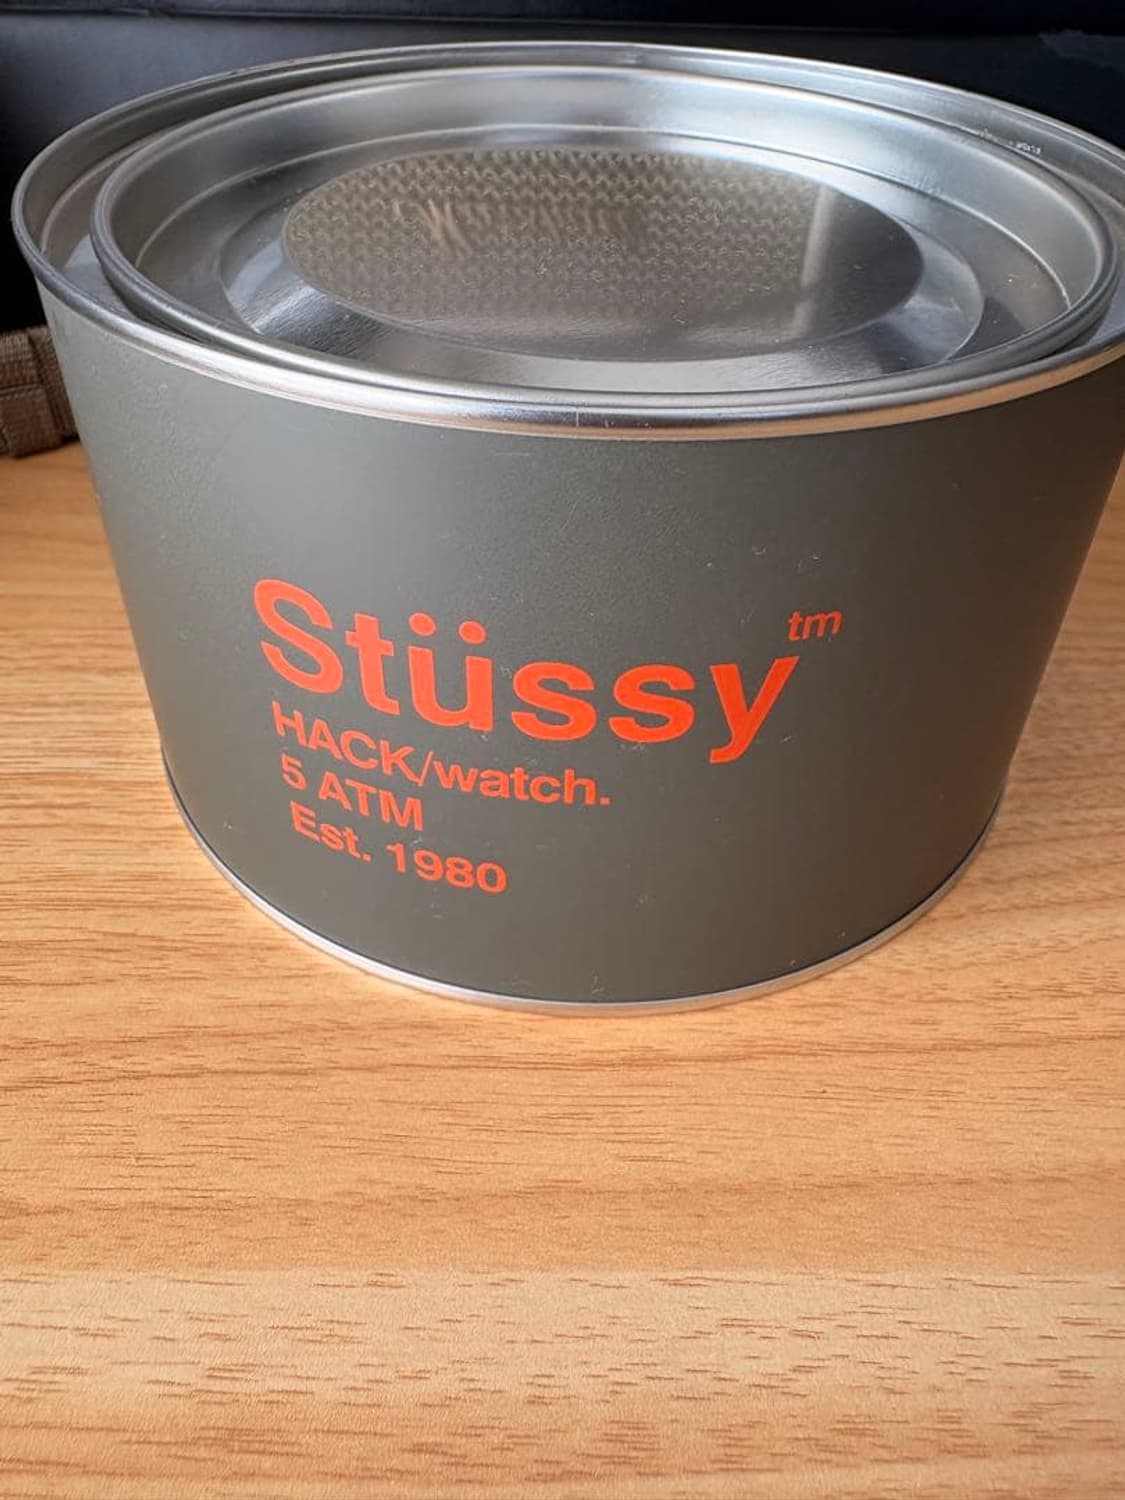 Stüssy tm
HACK/watch.
5 ATM
Est. 1980